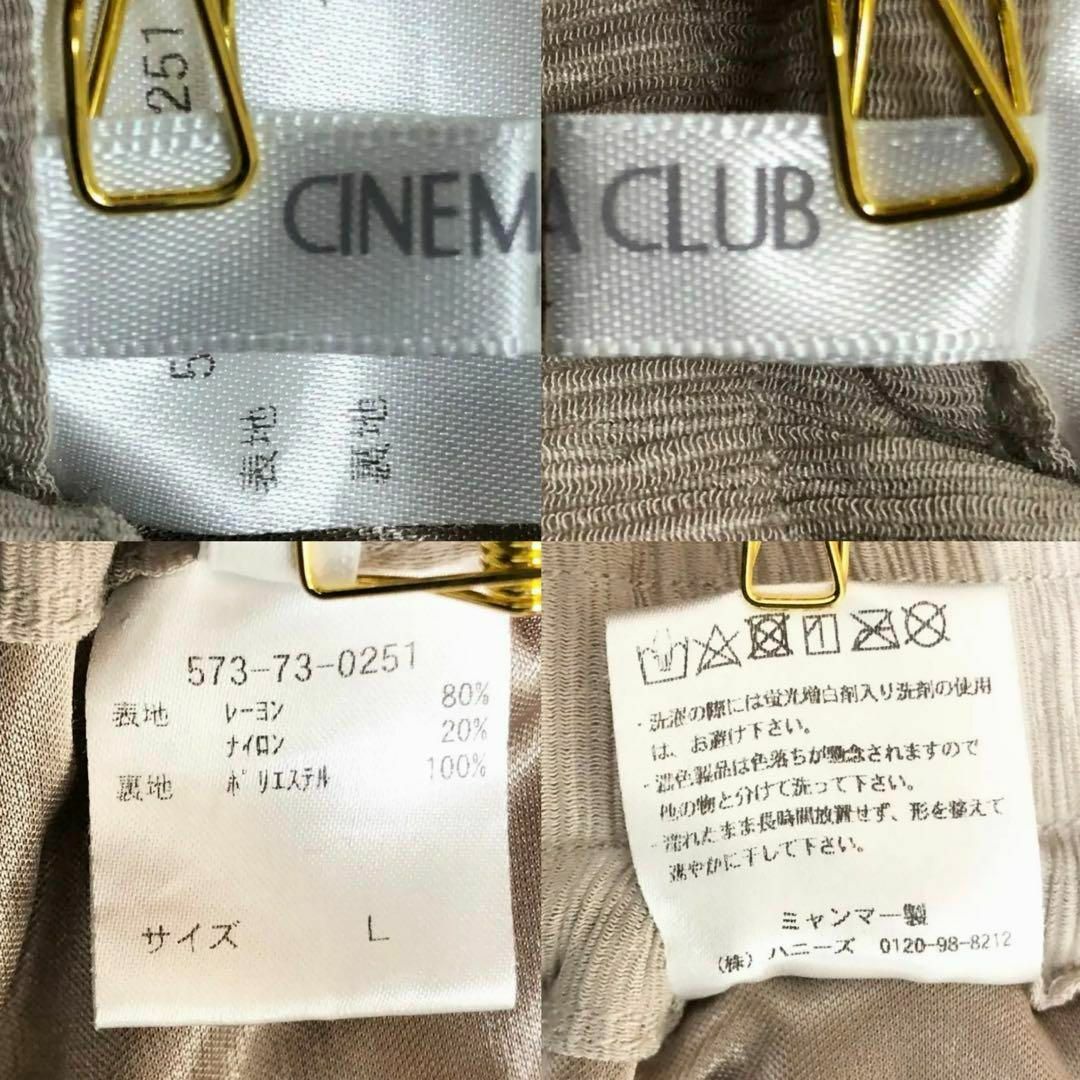 251
CINEMA CLUB
5
表地
裏地
573-73-0251
表地 レーヨン 80%
ナイロン 20%
裏地 ポリエステル 100%
サイズ L
・洗濯の際には蛍光増白剤入り洗剤の使用
は、お避け下さい。
・濃色製品は色落ちが懸念されますので
他の物と分けて洗って下さい。
・濡れたまま長時間放置せず、形を整えて
速やかに干して下さい。
ミャンマー製
(株) ハニーズ 0120-98-8212